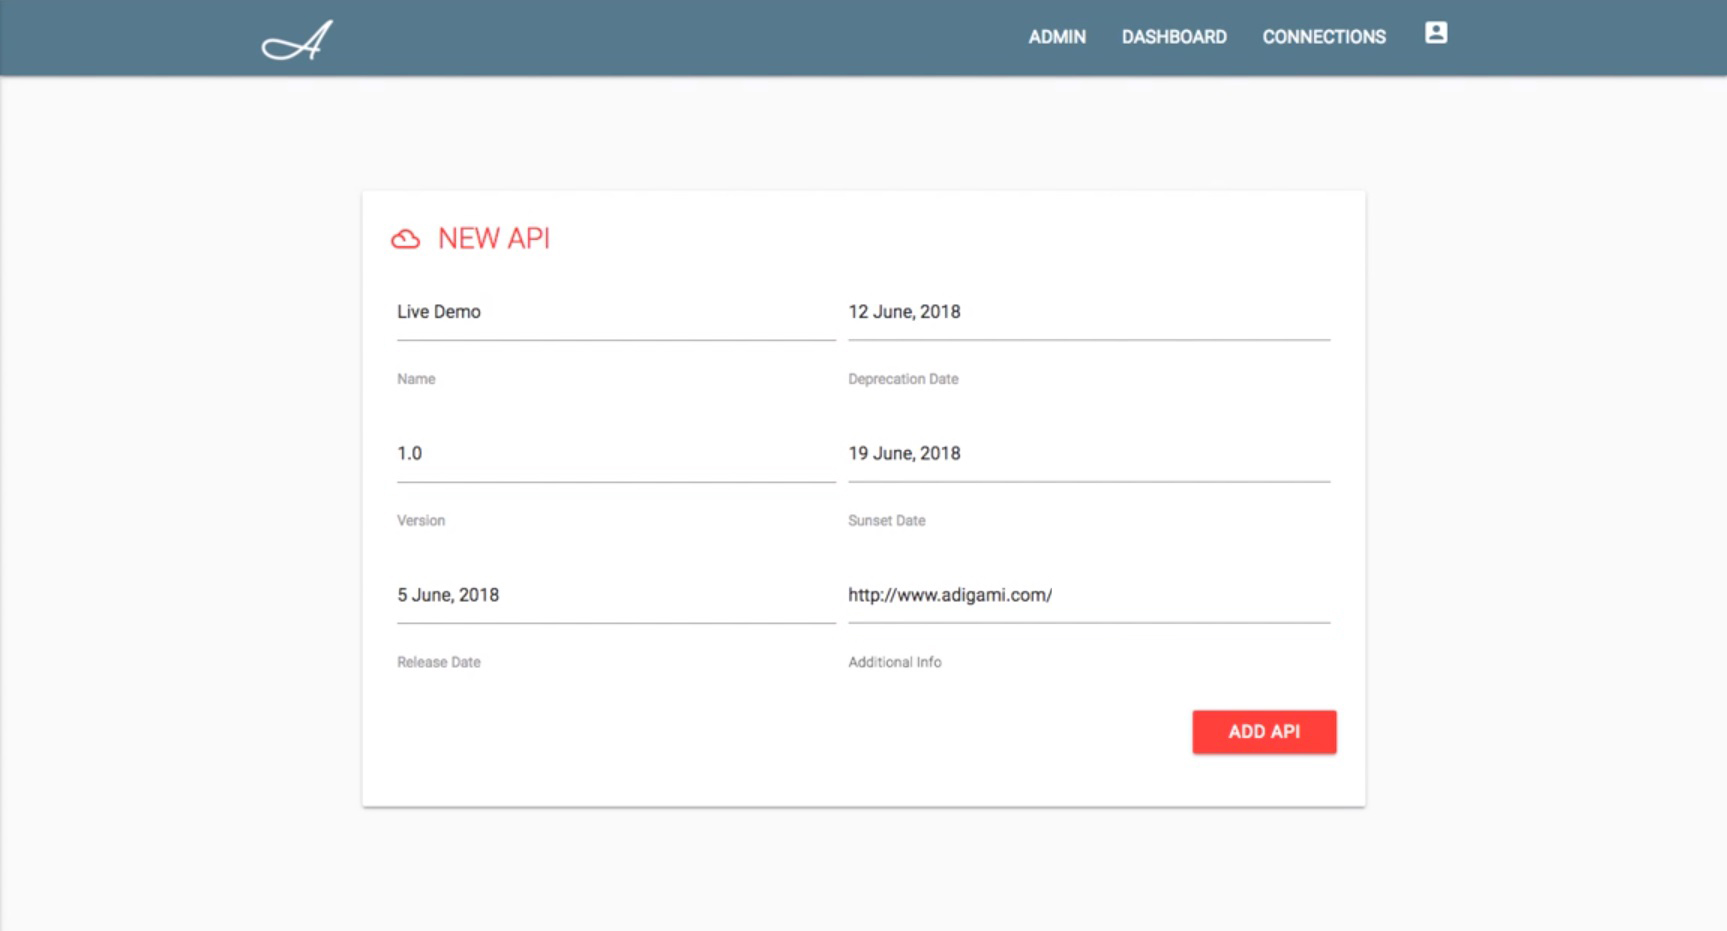 ADMIN DASHBOARD CONNECTIONS
NEW API
Live Demo
12 June, 2018
Name
Deprecation Date
1.0
19 June, 2018
Version
Sunset Date
5 June, 2018
http://www.adigami.com/
Release Date
Additional Info
ADD API